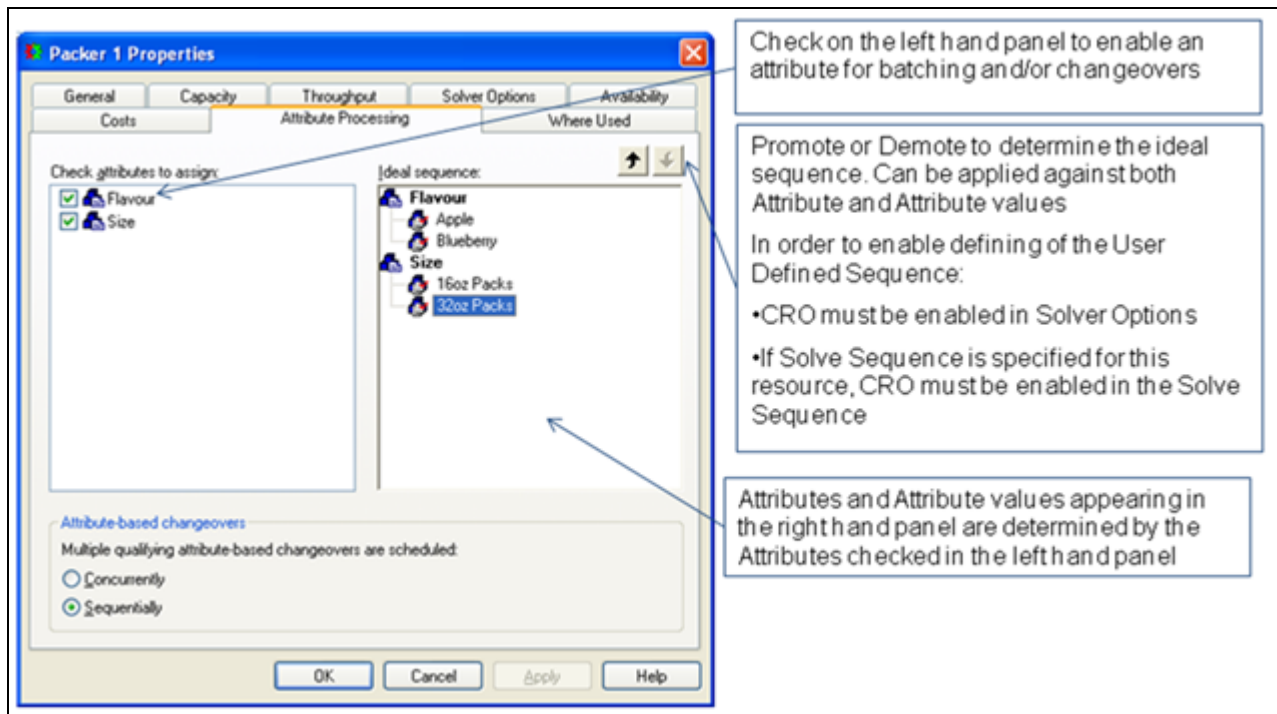 Packer 1 Properties
General Capacity Throughput Solver Options Availability
Costs Attribute Processing Where Used
Check attributes to assign:
Flavour
Size
Ideal sequence:
Flavour
Apple
Blueberry
Size
16oz Packs
32oz Packs
Attribute-based changeovers
Multiple qualifying attribute-based changeovers are scheduled:
Concurrently
Sequentially
OK Cancel Apply Help
Check on the left hand panel to enable an
attribute for batching and/or changeovers
Promote or Demote to determine the ideal
sequence. Can be applied against both
Attribute and Attribute values
In order to enable defining of the User
Defined Sequence:
•CRO must be enabled in Solver Options
•If Solve Sequence is specified for this
resource, CRO must be enabled in the Solve
Sequence
Attributes and Attribute values appearing in
the right hand panel are determined by the
Attributes checked in the left hand panel